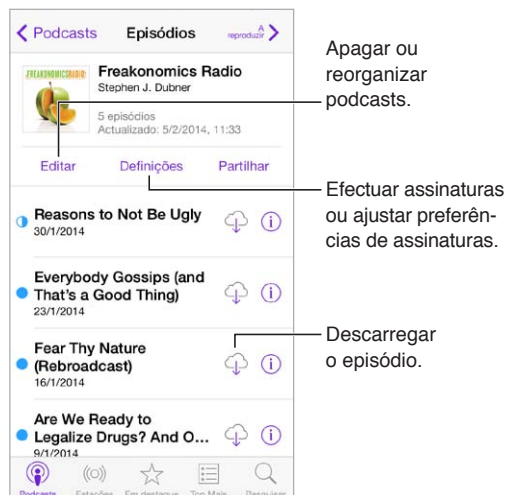 Podcasts
Episódios
A reproduzir
FREAKONOMICSRADIO
Freakonomics Radio
Stephen J. Dubner
5 episódios
Actualizado: 5/2/2014, 11:33
Editar
Definições
Partilhar
Reasons to Not Be Ugly
30/1/2014
Everybody Gossips (and
That's a Good Thing)
23/1/2014
Fear Thy Nature
(Rebroadcast)
16/1/2014
Are We Ready to
Legalize Drugs? And O...
9/1/2014
Podcasts
Estações
Em destaque
Top Mais
Pesquisar
Apagar ou
reorganizar
podcasts.
Efectuar assinaturas
ou ajustar preferên-
cias de assinaturas.
Descarregar
o episódio.